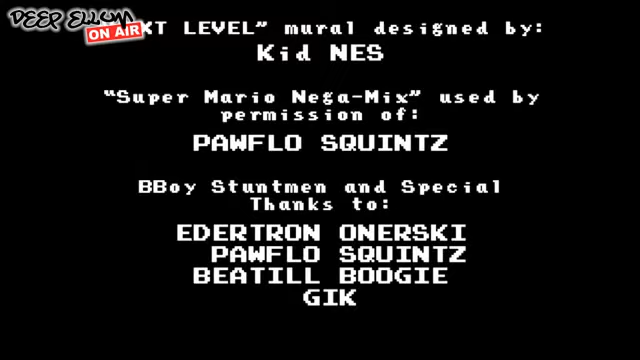 DEEP ELLUM
ON AIR
XT LEVEL" mural designed by:
Kid NES
"Super Mario Nega-Mix" used by
permission of:
PAWFLO SQUINTZ
BBoy Stuntmen and Special
Thanks to:
EDERTRON ONERSKI
PAWFLO SQUINTZ
BEATILL BOOGIE
GIK